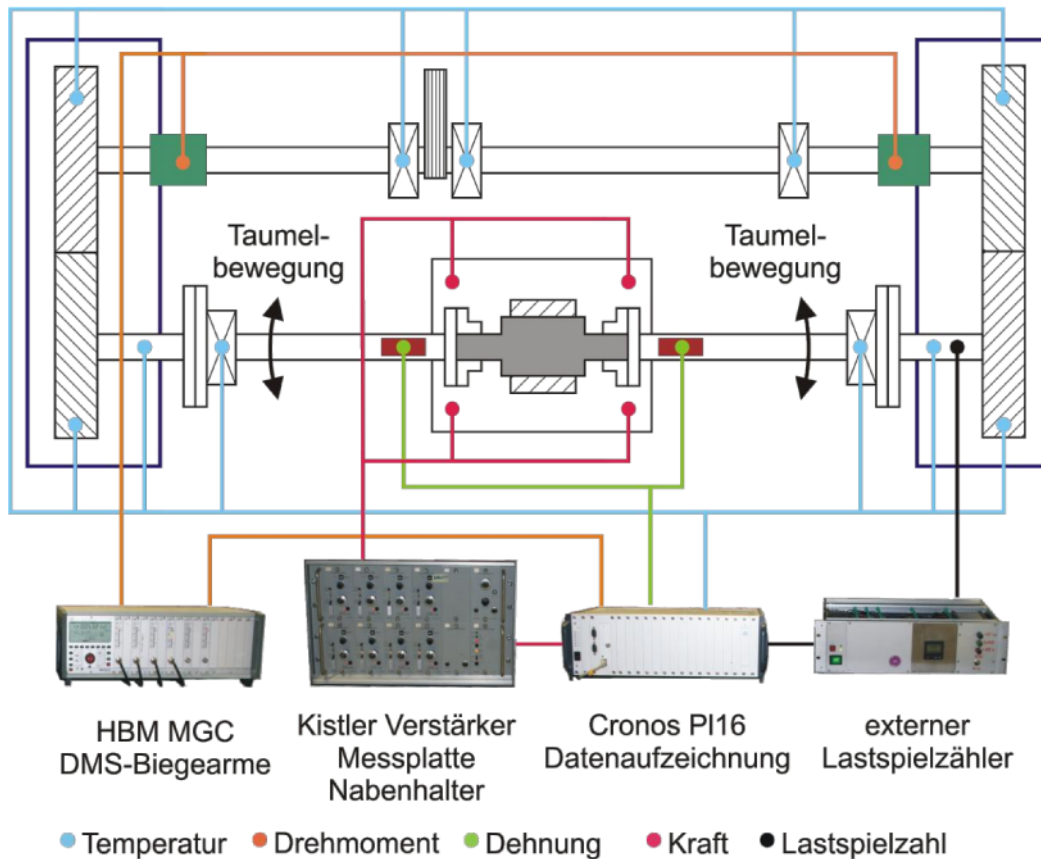 Taumel-
bewegung
Taumel-
bewegung
HBM MGC
DMS-Biegearme
Kistler Verstärker
Messplatte
Nabenhalter
Cronos PI16
Datenaufzeichnung
externer
Lastspielzähler
Temperatur
Drehmoment
Dehnung
Kraft
Lastspielzahl